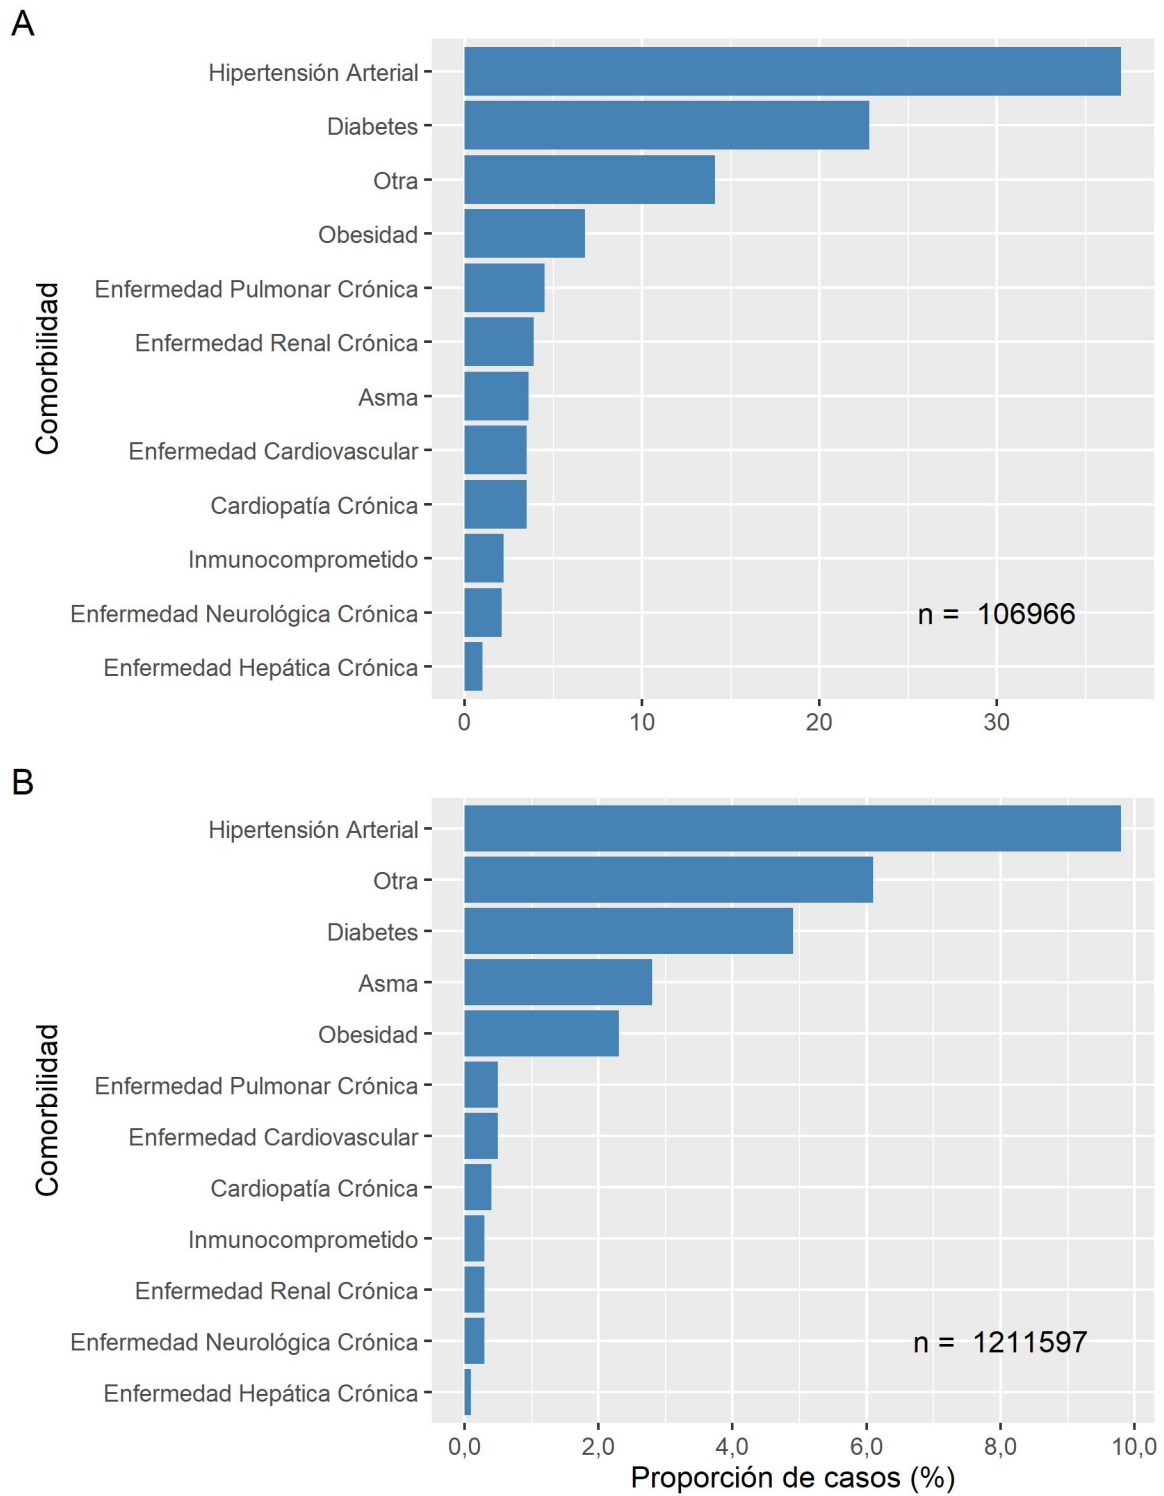 A
Comorbilidad
Hipertensión Arterial
Diabetes
Otra
Obesidad
Enfermedad Pulmonar Crónica
Enfermedad Renal Crónica
Asma
Enfermedad Cardiovascular
Cardiopatía Crónica
Inmunocomprometido
Enfermedad Neurológica Crónica
Enfermedad Hepática Crónica
n = 106966
0 10 20 30
B
Comorbilidad
Hipertensión Arterial
Otra
Diabetes
Asma
Obesidad
Enfermedad Pulmonar Crónica
Enfermedad Cardiovascular
Cardiopatía Crónica
Inmunocomprometido
Enfermedad Renal Crónica
Enfermedad Neurológica Crónica
Enfermedad Hepática Crónica
n = 1211597
0,0 2,0 4,0 6,0 8,0 10,0
Proporción de casos (%)